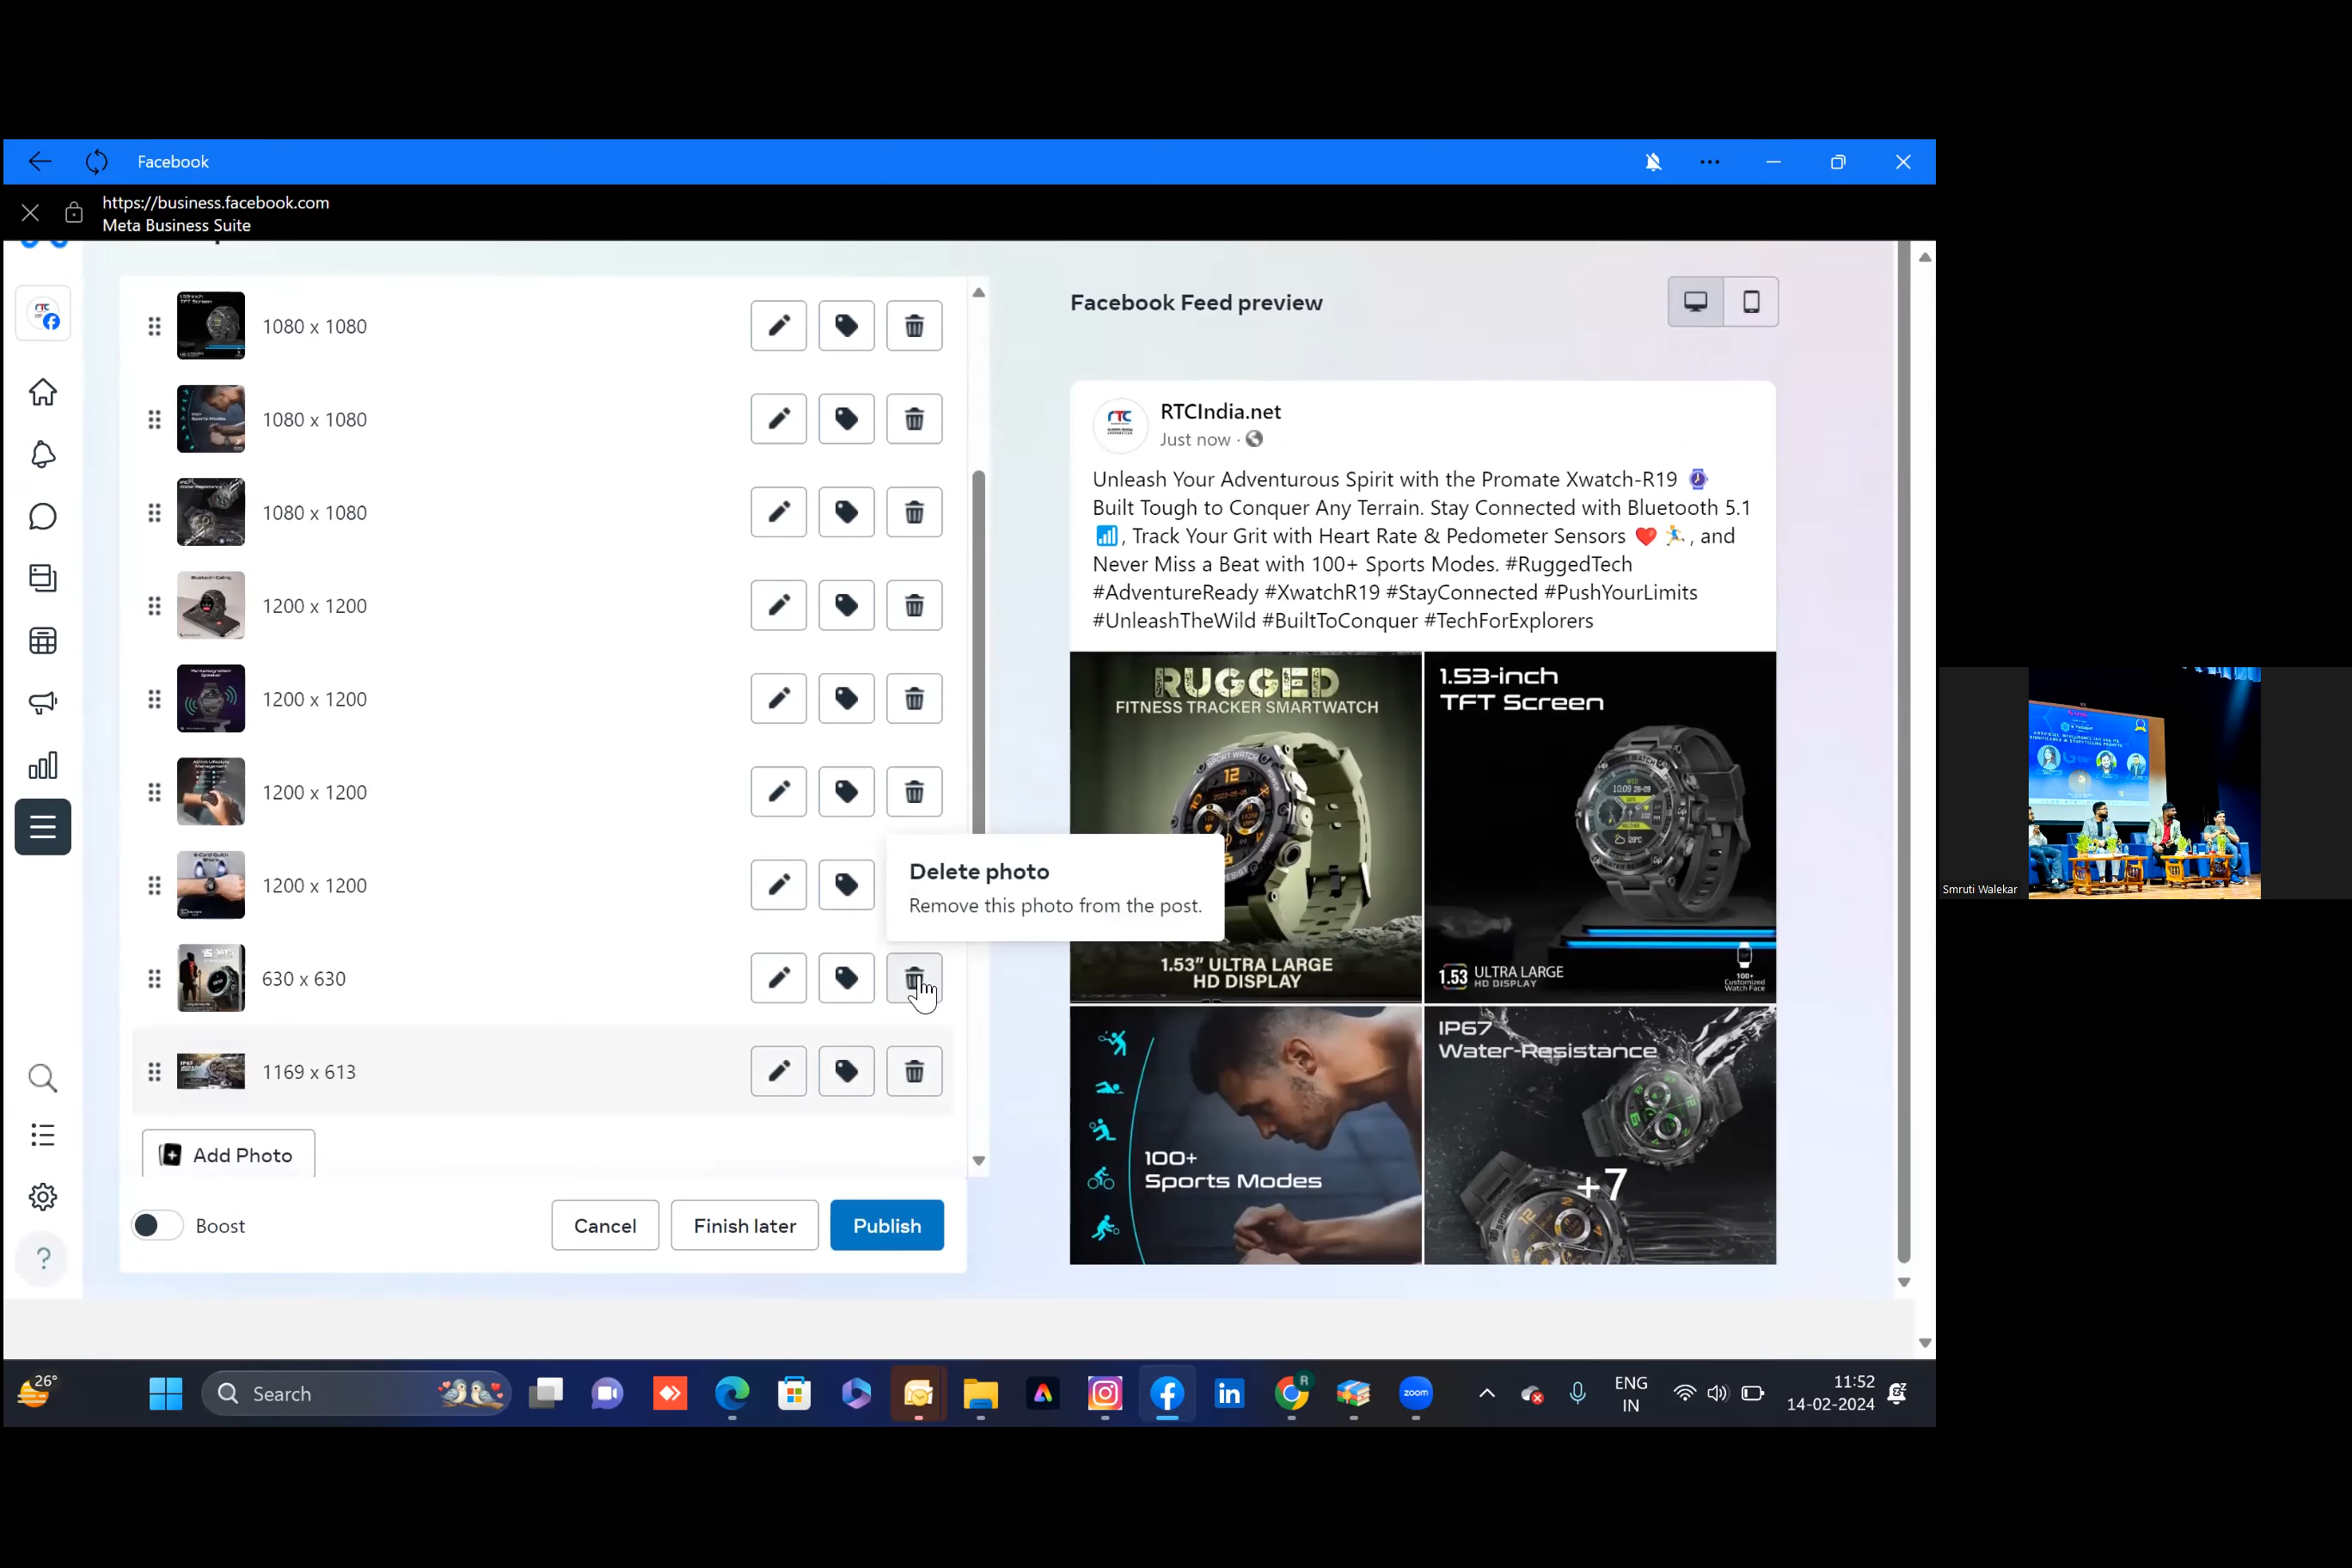 Facebook
https://business.facebook.com
Meta Business Suite
1080 x 1080
1080 x 1080
1080 x 1080
1200 x 1200
1200 x 1200
1200 x 1200
1200 x 1200
630 x 630
1169 x 613
Add Photo
Boost
Cancel
Finish later
Publish
Delete photo
Remove this photo from the post.
Facebook Feed preview
RTCIndia.net
Just now ·
Unleash Your Adventurous Spirit with the Promate Xwatch-R19
Built Tough to Conquer Any Terrain. Stay Connected with Bluetooth 5.1
, Track Your Grit with Heart Rate & Pedometer Sensors ❤️ 🏃, and
Never Miss a Beat with 100+ Sports Modes. #RuggedTech
#AdventureReady #XwatchR19 #StayConnected #PushYourLimits
#UnleashTheWild #BuiltToConquer #TechForExplorers
RUGGED
FITNESS TRACKER SMARTWATCH
1.53” ULTRA LARGE
HD DISPLAY
1.53-inch
TFT Screen
1.53 ULTRA LARGE
HD DISPLAY
100+
Customized
Watch Face
100+
Sports Modes
IP67
Water-Resistance
+7
Smruti Walekar
26°
Search
zoom
ENG
IN
11:52
14-02-2024